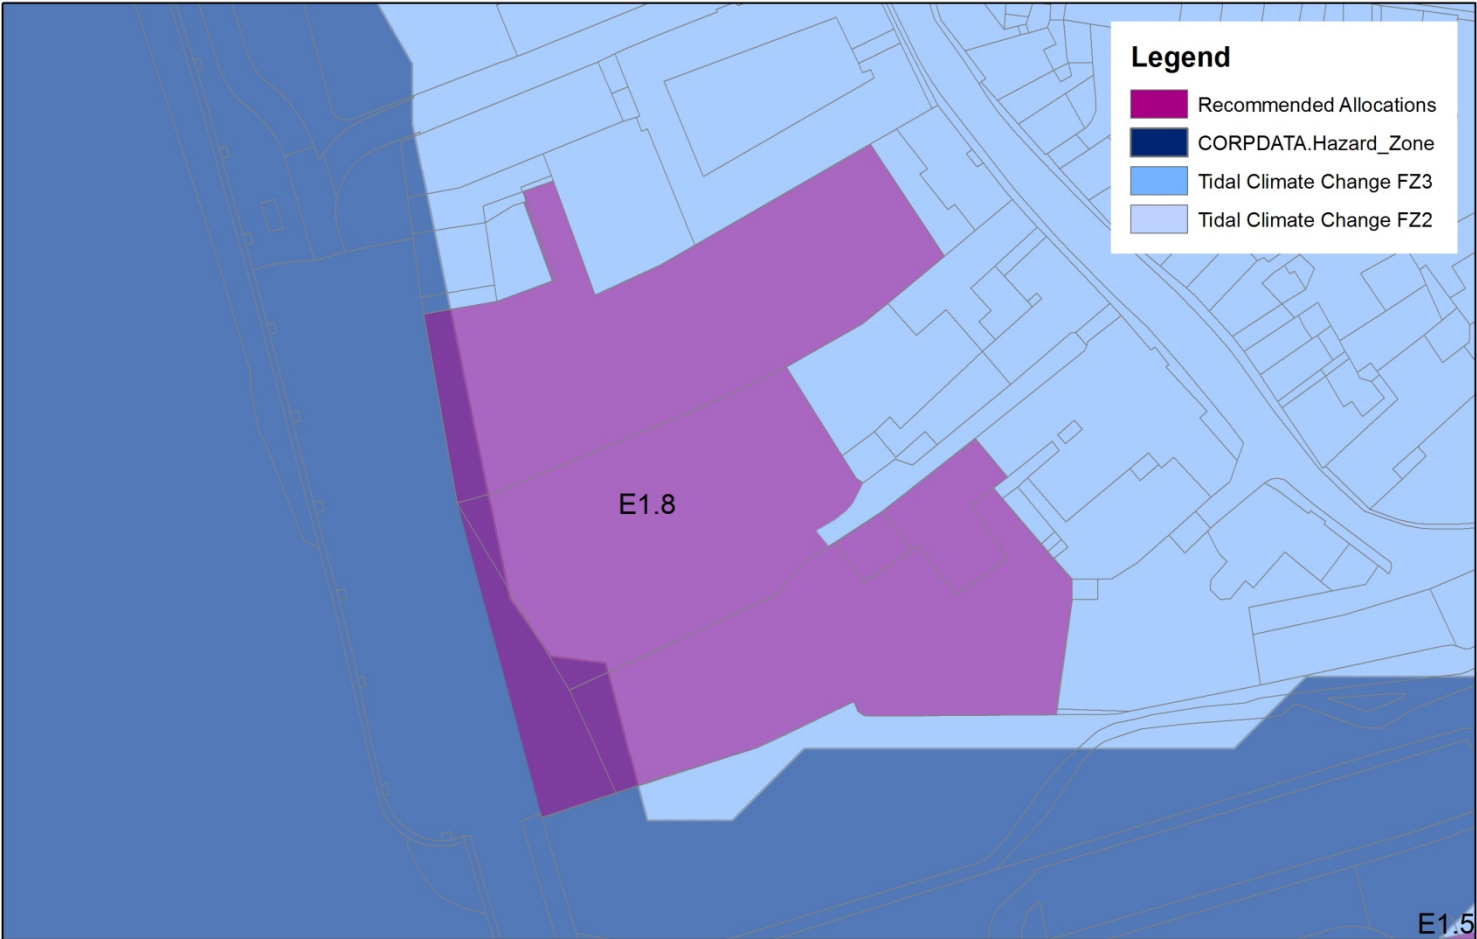 Legend
Recommended Allocations
CORPDATA.Hazard_Zone
Tidal Climate Change FZ3
Tidal Climate Change FZ2
E1.8
E1.5